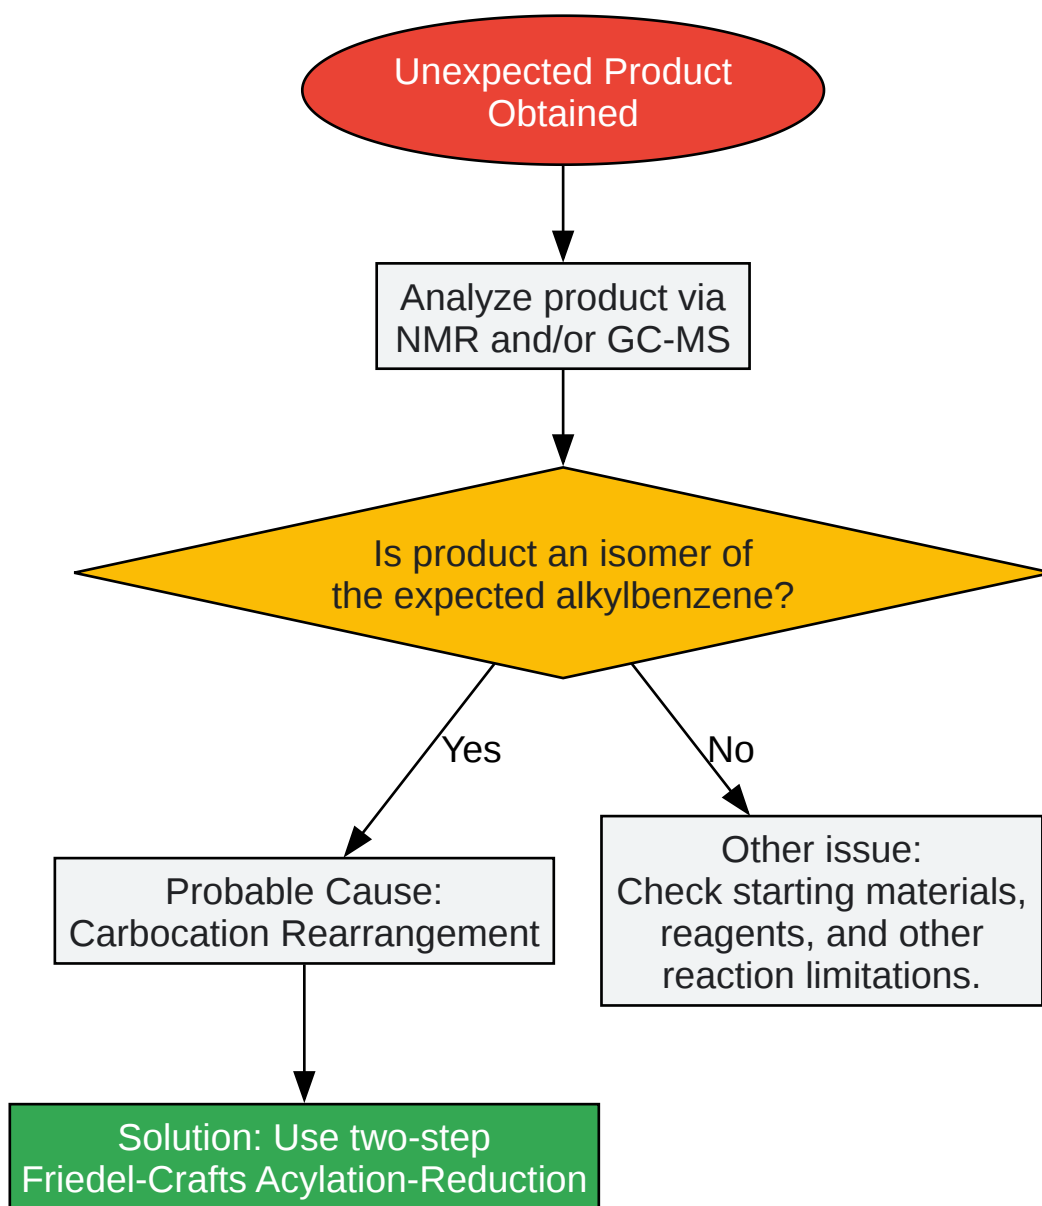 Unexpected Product
Obtained
Analyze product via
NMR and/or GC-MS
Is product an isomer of
the expected alkylbenzene?
Yes
No
Probable Cause:
Carbocation Rearrangement
Other issue:
Check starting materials,
reagents, and other
reaction limitations.
Solution: Use two-step
Friedel-Crafts Acylation-Reduction